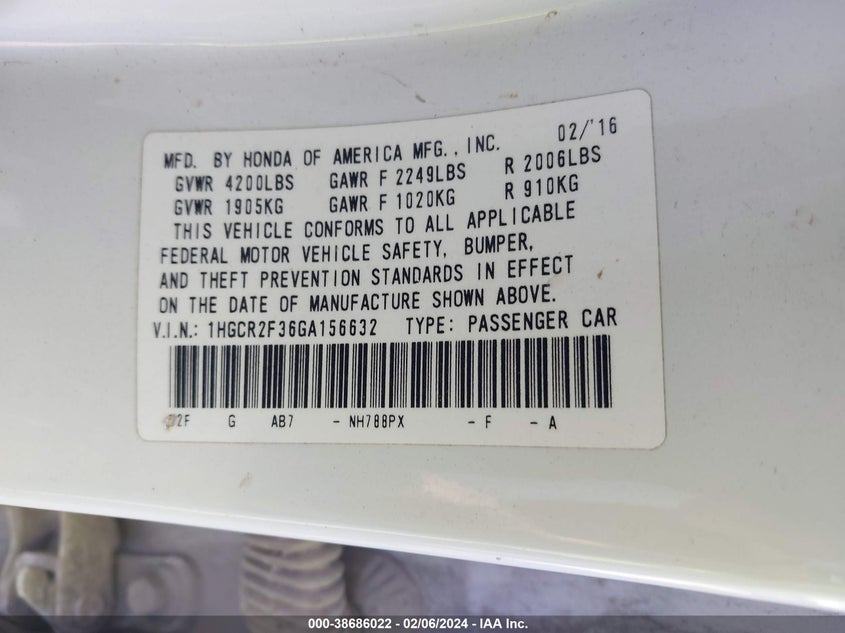 MFD. BY HONDA OF AMERICA MFG., INC. 02/'16
GVWR 4200LBS GAWR F 2249LBS R 2006LBS
GVWR 1905KG GAWR F 1020KG R 910KG
THIS VEHICLE CONFORMS TO ALL APPLICABLE
FEDERAL MOTOR VEHICLE SAFETY, BUMPER,
AND THEFT PREVENTION STANDARDS IN EFFECT
ON THE DATE OF MANUFACTURE SHOWN ABOVE.
V.I.N.: 1HGCR2F36GA156632 TYPE: PASSENGER CAR
G AB7 - NH788PX - F - A
000-38686022 - 02/06/2024 - IAA Inc.